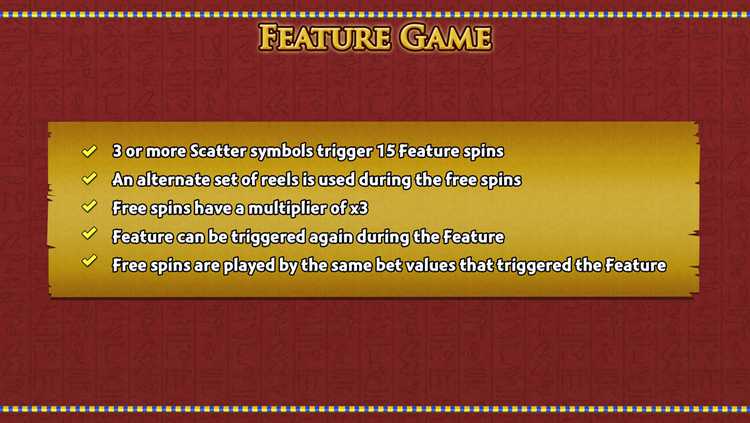 Feature Game
3 or more Scatter symbols trigger 15 Feature spins
An alternate set of reels is used during the free spins
Free spins have a multiplier of x3
Feature can be triggered again during the Feature
Free spins are played by the same bet values that triggered the Feature